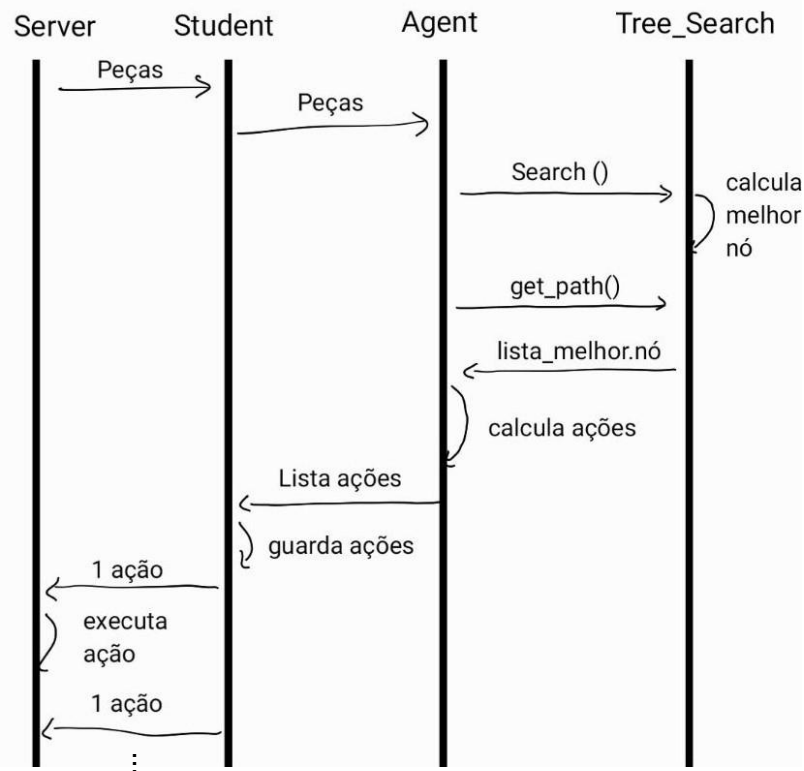 Server Student Agent Tree_Search
Peças
Peças
Search ()
calcula
melhor
nó
get_path()
lista_melhor.nó
calcula ações
Lista ações
guarda ações
1 ação
executa
ação
1 ação